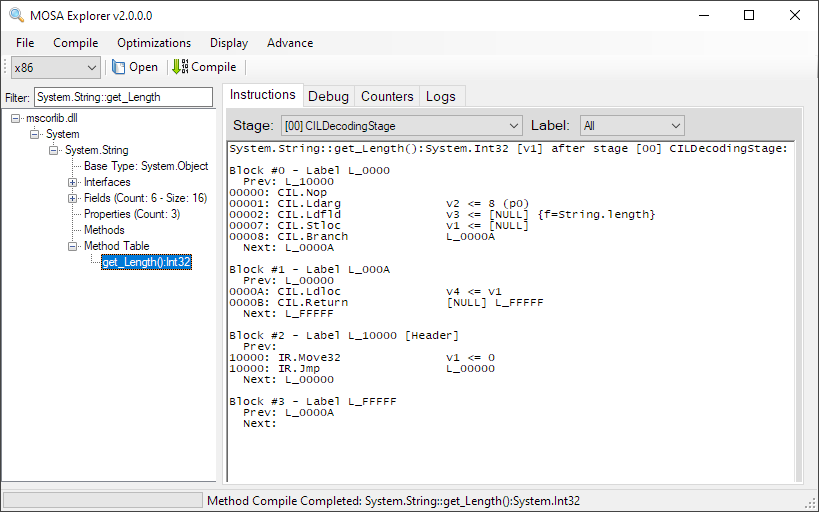 MOSA Explorer v2.0.0.0
File Compile Optimizations Display Advance
x86 Open Compile
Filter: System.String::get_Length
mscorlib.dll
System
System.String
Base Type: System.Object
Interfaces
Fields (Count: 6 - Size: 16)
Properties (Count: 3)
Methods
Method Table
get_Length():Int32
Instructions Debug Counters Logs
Stage: [00] CILDecodingStage Label: All
System.String::get_Length():System.Int32 [v1] after stage [00] CILDecodingStage:
Block #0 - Label L_0000
Prev: L_10000
00000: CIL.Nop
00001: CIL.Ldarg v2 <= 8 (p0)
00002: CIL.Ldfld v3 <= [NULL] {f=String.length}
00007: CIL.Stloc v1 <= [NULL]
00008: CIL.Branch L_0000A
Next: L_0000A
Block #1 - Label L_000A
Prev: L_00000
0000A: CIL.Ldloc v4 <= v1
0000B: CIL.Return [NULL] L_FFFFF
Next: L_FFFFF
Block #2 - Label L_10000 [Header]
Prev:
10000: IR.Move32 v1 <= 0
10000: IR.Jmp L_00000
Next: L_00000
Block #3 - Label L_FFFFF
Prev: L_0000A
Next:
Method Compile Completed: System.String::get_Length():System.Int32